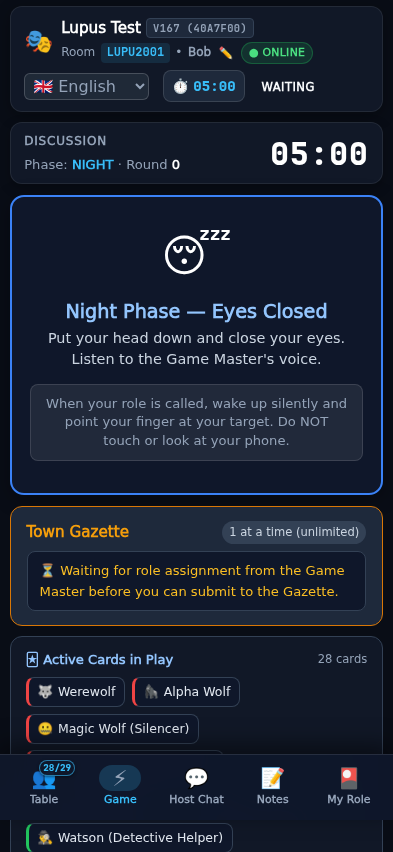 Lupus Test V167 (40A7F00)
Room LUPU2001 • Bob ONLINE
English 05:00 WAITING
DISCUSSION
Phase: NIGHT · Round 0
05:00
zzz
Night Phase — Eyes Closed
Put your head down and close your eyes.
Listen to the Game Master's voice.
When your role is called, wake up silently and
point your finger at your target. Do NOT
touch or look at your phone.
Town Gazette 1 at a time (unlimited)
⏳ Waiting for role assignment from the Game
Master before you can submit to the Gazette.
Active Cards in Play 28 cards
Werewolf Alpha Wolf
Magic Wolf (Silencer)
28/29
Table Game Host Chat Notes My Role
Watson (Detective Helper)